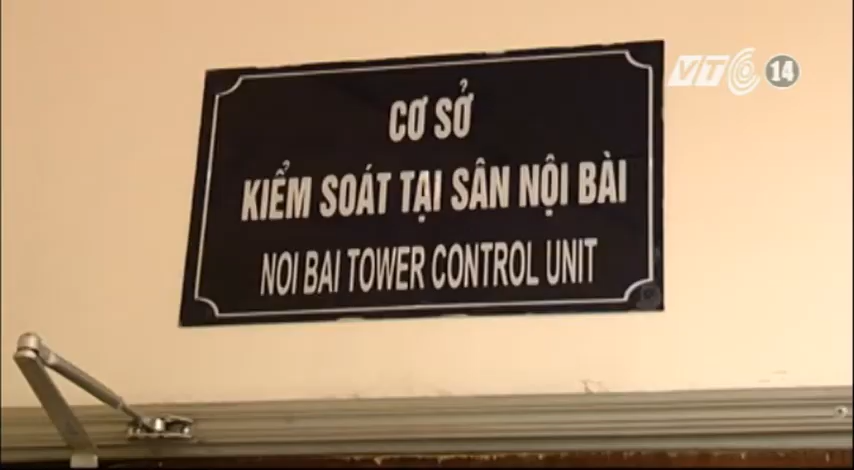 VTC 14
CƠ SỞ
KIỂM SOÁT TẠI SÂN NỘI BÀI
NOI BAI TOWER CONTROL UNIT